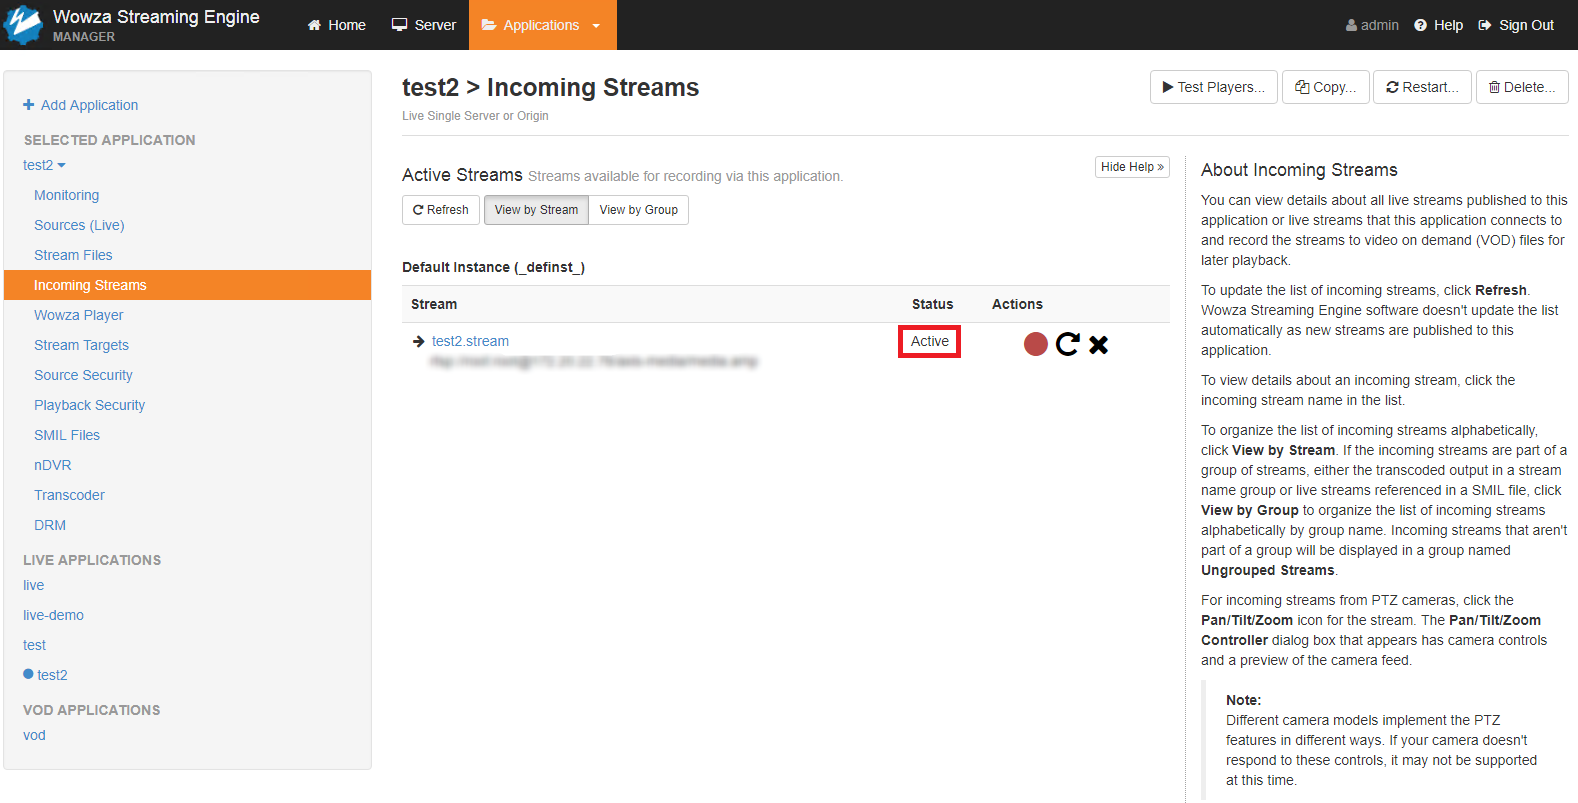 Wowza Streaming Engine
MANAGER
Home
Server
Applications
admin
Help
Sign Out
Add Application
SELECTED APPLICATION
test2
Monitoring
Sources (Live)
Stream Files
Incoming Streams
Wowza Player
Stream Targets
Source Security
Playback Security
SMIL Files
nDVR
Transcoder
DRM
LIVE APPLICATIONS
live
live-demo
test
test2
VOD APPLICATIONS
vod
test2 > Incoming Streams
Live Single Server or Origin
Test Players...
Copy...
Restart...
Delete...
Active Streams Streams available for recording via this application.
Hide Help »
Refresh
View by Stream
View by Group
Default Instance (_definst_)
Stream Status Actions
test2.stream Active
About Incoming Streams
You can view details about all live streams published to this
application or live streams that this application connects to
and record the streams to video on demand (VOD) files for
later playback.
To update the list of incoming streams, click Refresh.
Wowza Streaming Engine software doesn't update the list
automatically as new streams are published to this
application.
To view details about an incoming stream, click the
incoming stream name in the list.
To organize the list of incoming streams alphabetically,
click View by Stream. If the incoming streams are part of a
group of streams, either the transcoded output in a stream
name group or live streams referenced in a SMIL file, click
View by Group to organize the list of incoming streams
alphabetically by group name. Incoming streams that aren't
part of a group will be displayed in a group named
Ungrouped Streams.
For incoming streams from PTZ cameras, click the
Pan/Tilt/Zoom icon for the stream. The Pan/Tilt/Zoom
Controller dialog box that appears has camera controls
and a preview of the camera feed.
Note:
Different camera models implement the PTZ
features in different ways. If your camera doesn't
respond to these controls, it may not be supported
at this time.